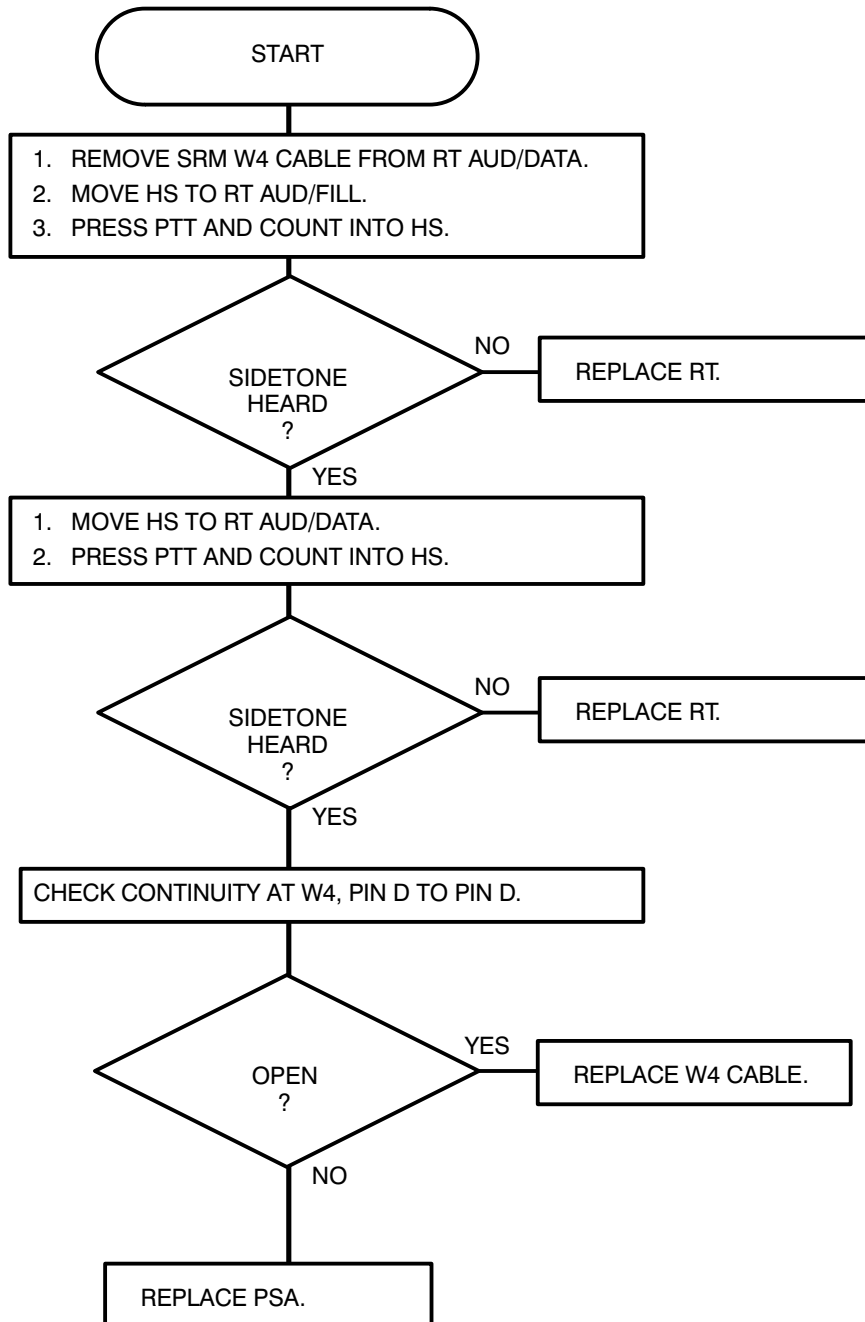 START
1. REMOVE SRM W4 CABLE FROM RT AUD/DATA.
2. MOVE HS TO RT AUD/FILL.
3. PRESS PTT AND COUNT INTO HS.
SIDETONE
HEARD
?
NO
REPLACE RT.
YES
1. MOVE HS TO RT AUD/DATA.
2. PRESS PTT AND COUNT INTO HS.
SIDETONE
HEARD
?
NO
REPLACE RT.
YES
CHECK CONTINUITY AT W4, PIN D TO PIN D.
OPEN
?
YES
REPLACE W4 CABLE.
NO
REPLACE PSA.